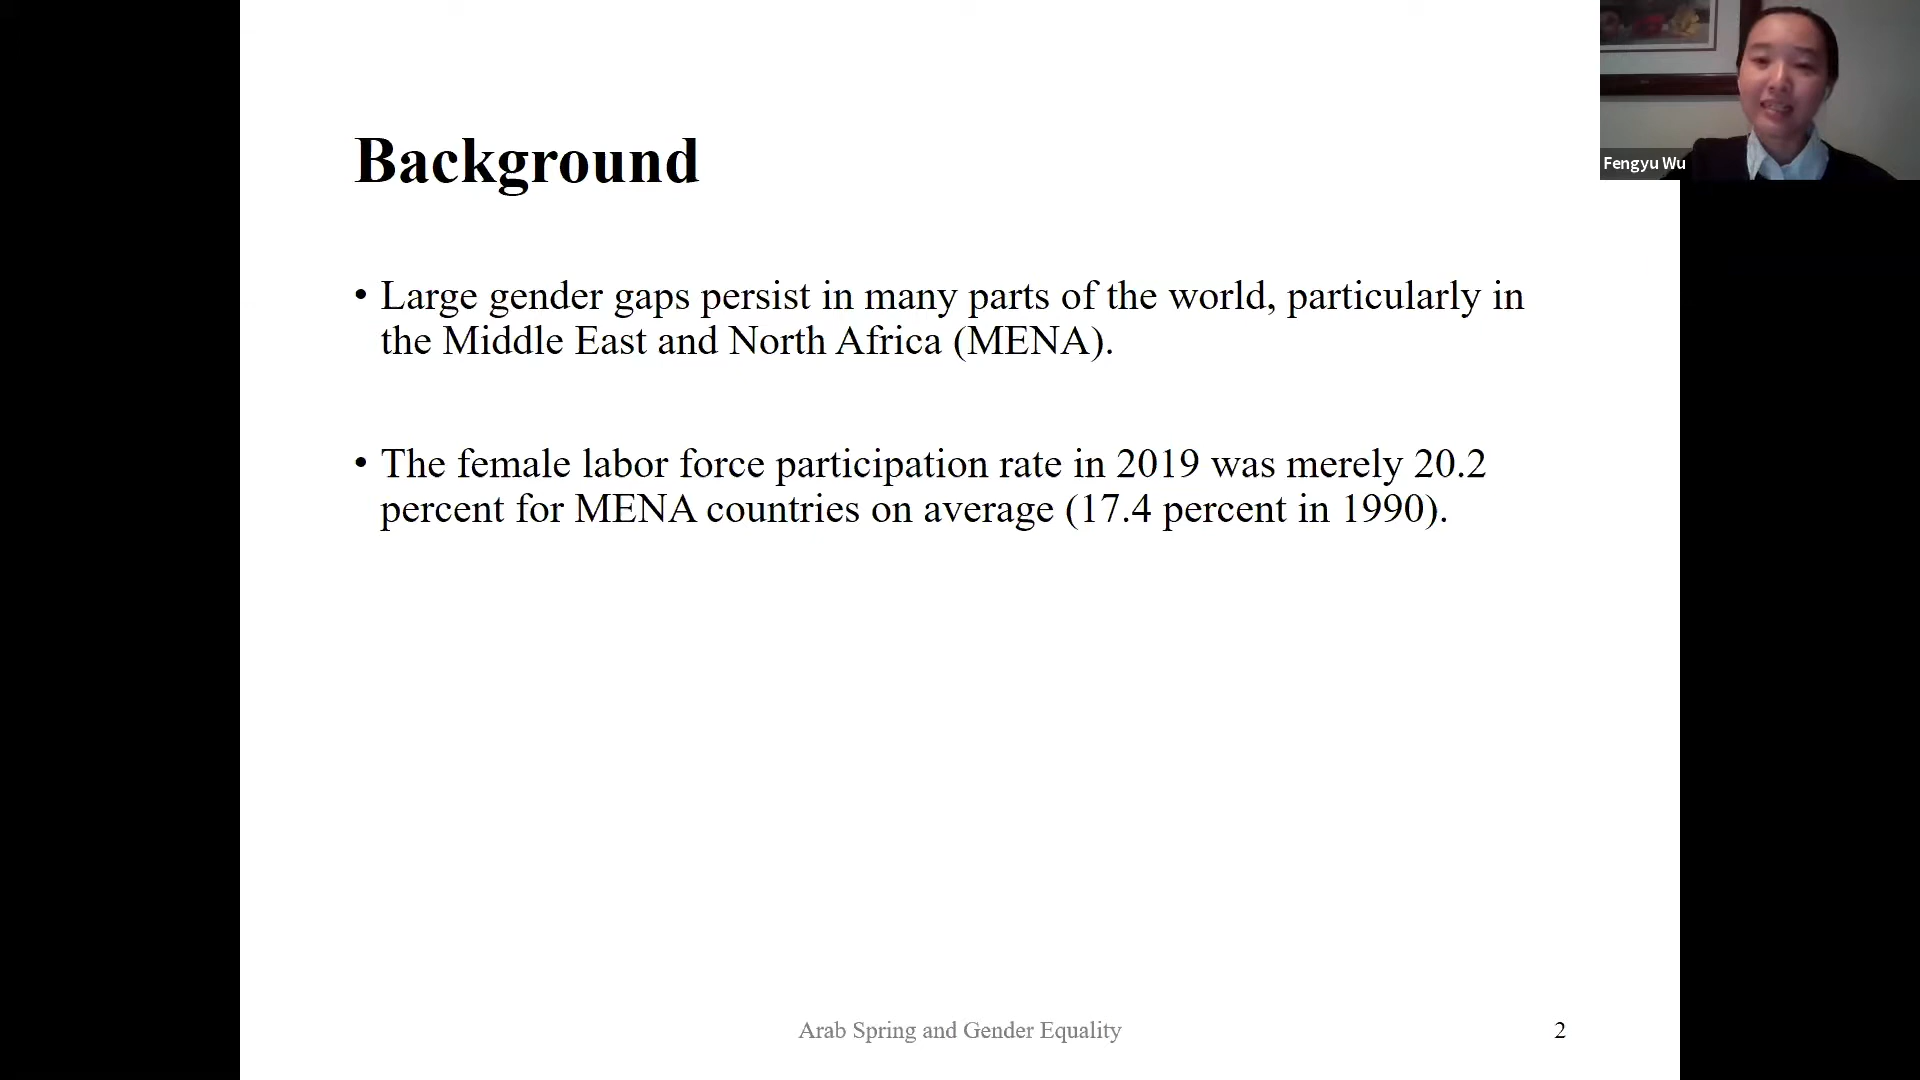 Background
• Large gender gaps persist in many parts of the world, particularly in
the Middle East and North Africa (MENA).
• The female labor force participation rate in 2019 was merely 20.2
percent for MENA countries on average (17.4 percent in 1990).
Arab Spring and Gender Equality
2
Fengyu Wu